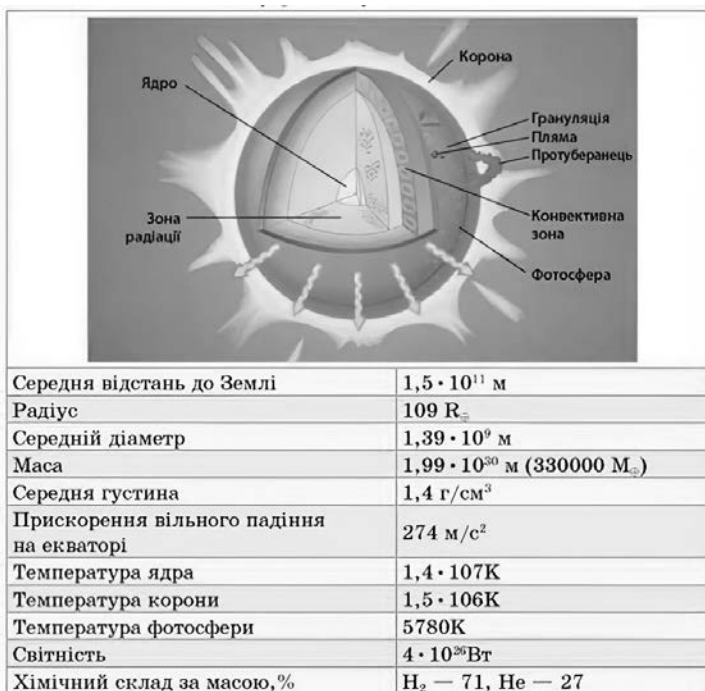 Корона
Ядро
Грануляція
Пляма
Протуберанець
Зона
радіації
Конвективна
зона
Фотосфера
Середня відстань до Землі 1,5 · 10¹¹ м
Радіус 109 R⊕
Середній діаметр 1,39 · 10⁹ м
Маса 1,99 · 10³⁰ м (330000 M⊕)
Середня густина 1,4 г/см³
Прискорення вільного падіння
на екваторі 274 м/с²
Температура ядра 1,4 · 107K
Температура корони 1,5 · 106K
Температура фотосфери 5780K
Світність 4 · 10²⁶Вт
Хімічний склад за масою,% H₂ — 71, He — 27